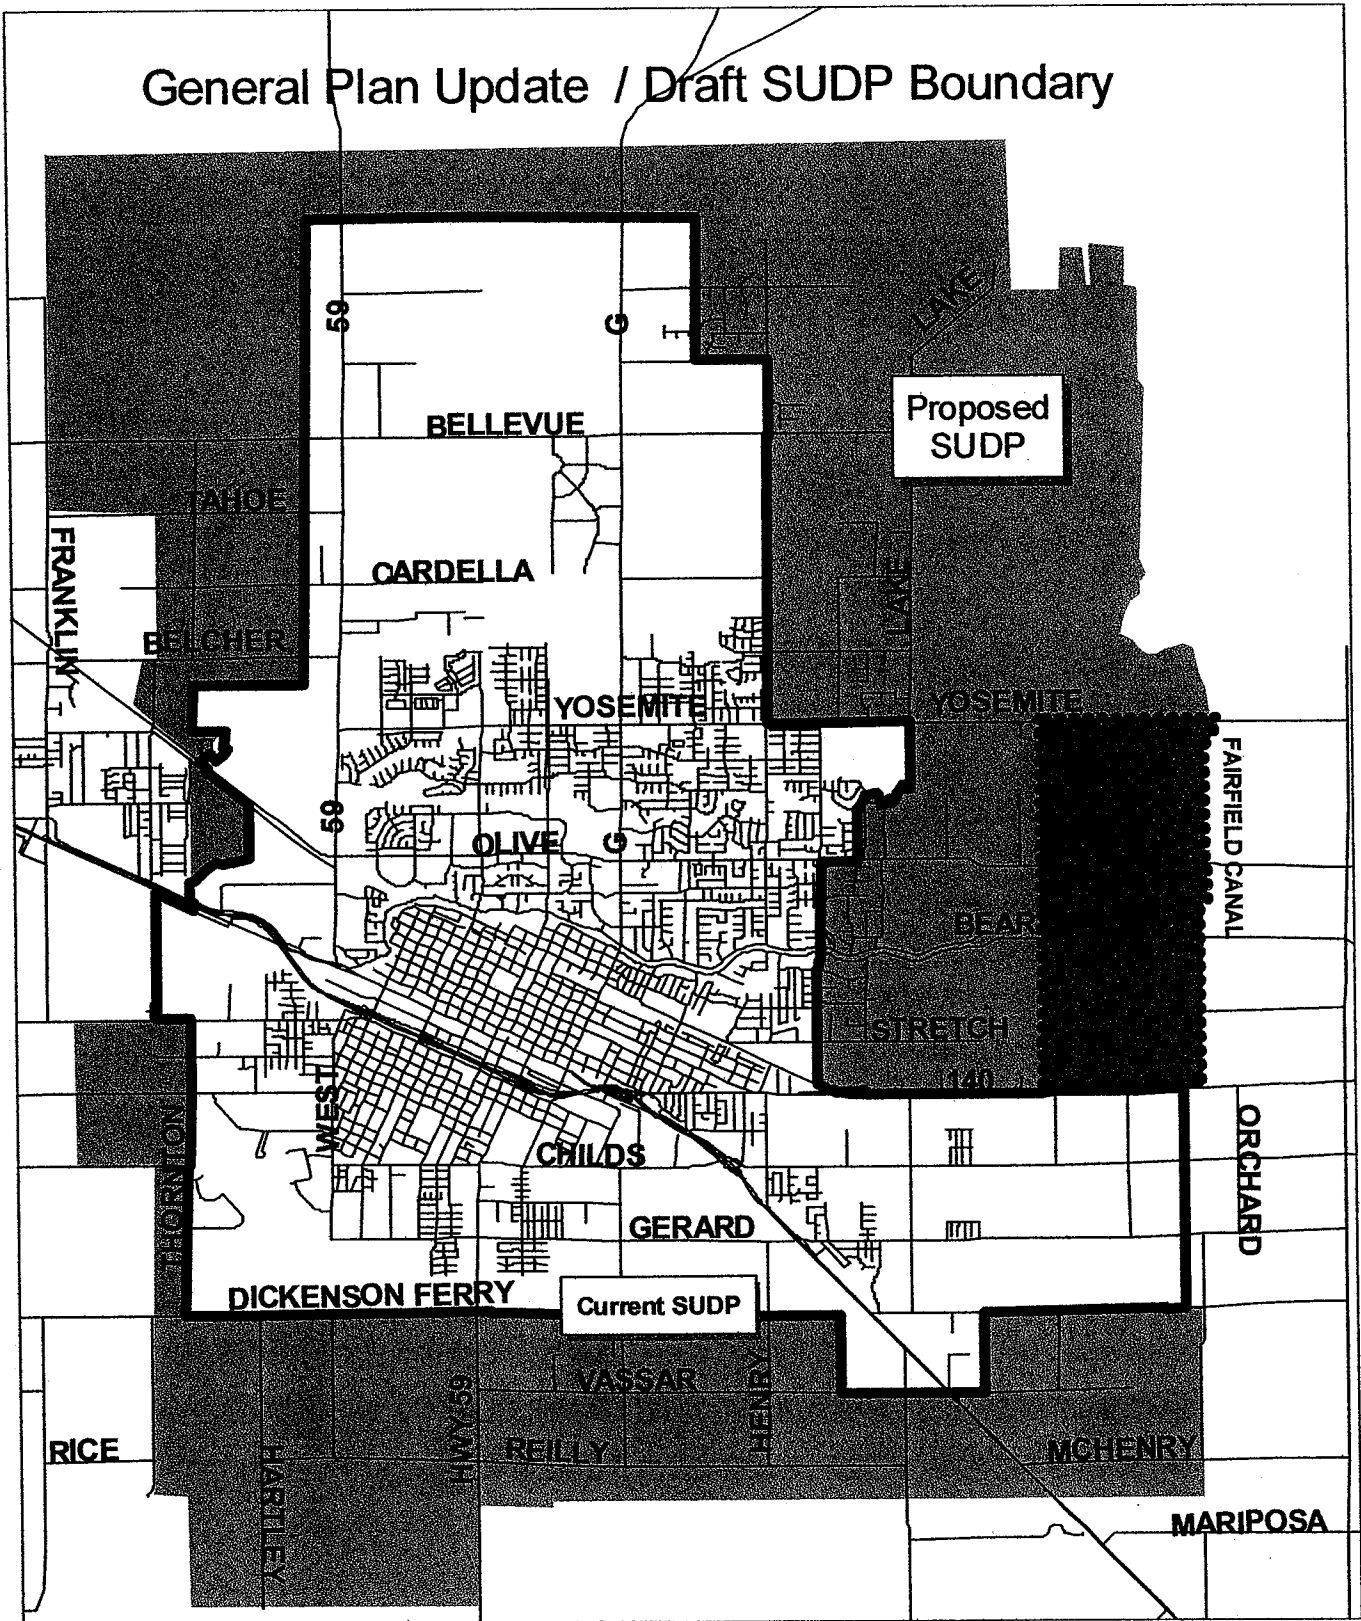 General Plan Update / Draft SUDP Boundary
LAKE
59
G
Proposed
SUDP
BELLEVUE
TAHOE
FRANKLIN
CARDELLA
LAKE
BELCHER
YOSEMITE
YOSEMITE
FAIRFIELD CANAL
59
OLIVE
G
BEAR
STRETCH
140
WEST
THORNTON
CHILDS
ORCHARD
GERARD
DICKENSON FERRY
Current SUDP
VASSAR
HENRY
HWY 59
RICE
REILLY
MCHENRY
HARTLEY
MARIPOSA